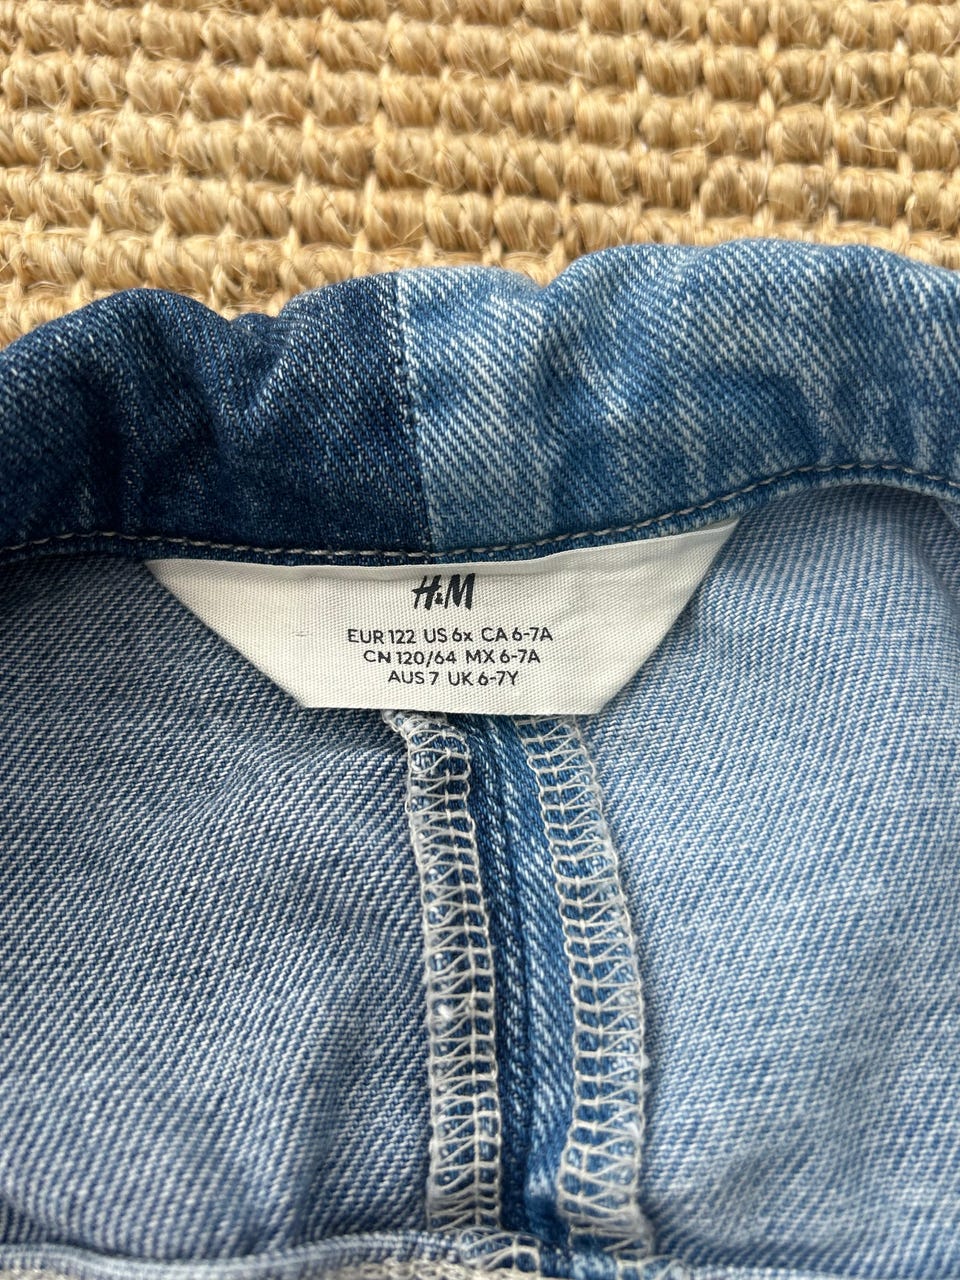 H&M
EUR 122 US 6x CA 6-7A
CN 120/64 MX 6-7A
AUS 7 UK 6-7Y